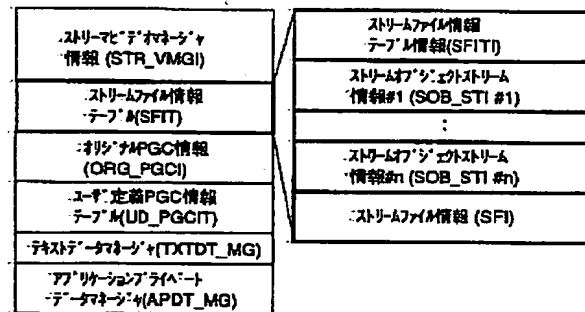 ストリーマビデオマネージャ
情報 (STR_VMGI)
ストリームファイル情報
テーブル(SFIT)
オリジナルPGC情報
(ORG_PGCI)
ユーザ定義PGC情報
テーブル(UD_PGCIT)
テキストデータマネージャ(TXTDT_MG)
アプリケーションプライベート
データマネージャ(APDT_MG)
ストリームファイル情報
テーブル情報(SFITI)
ストリームオブジェクトストリーム
情報#1 (SOB_STI #1)
:
ストリームオブジェクトストリーム
情報#n (SOB_STI #n)
ストリームファイル情報 (SFI)